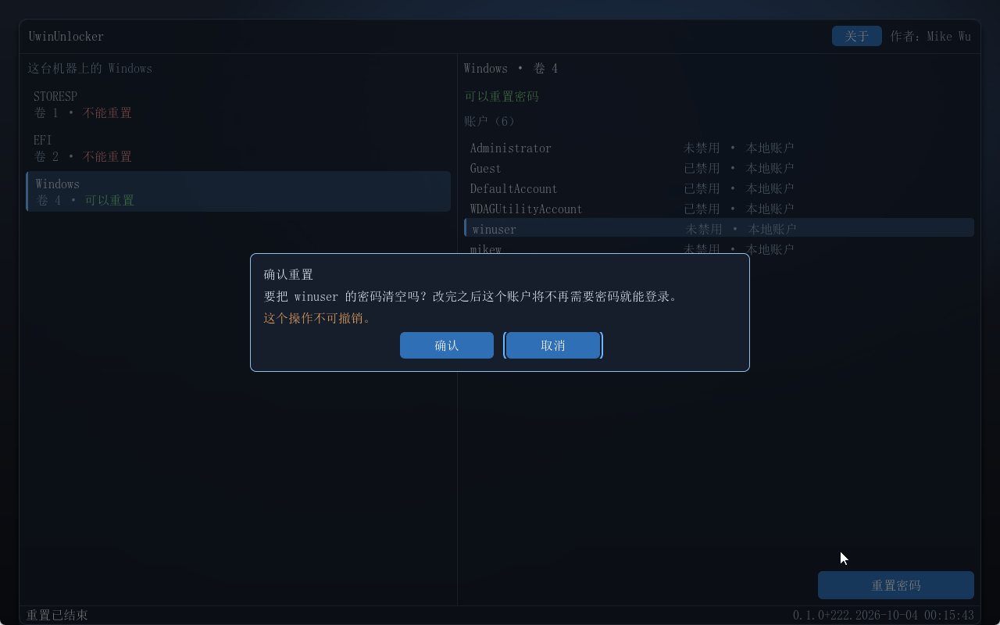 UwinUnlocker
关于 作者: Mike Wu
这台机器上的 Windows
STORESP
卷 1 • 不能重置
EFI
卷 2 • 不能重置
Windows
卷 4 • 可以重置
Windows • 卷 4
可以重置密码
账户（6）
Administrator 未禁用 • 本地账户
Guest 已禁用 • 本地账户
DefaultAccount 已禁用 • 本地账户
WDAGUtilityAccount 已禁用 • 本地账户
winuser 未禁用 • 本地账户
mikew 未禁用 • 本地账户
确认重置
要把 winuser 的密码清空吗？改完之后这个账户将不再需要密码就能登录。
这个操作不可撤销。
确认 取消
重置密码
重置已结束 0.1.0+222.2026-10-04 00:15:43